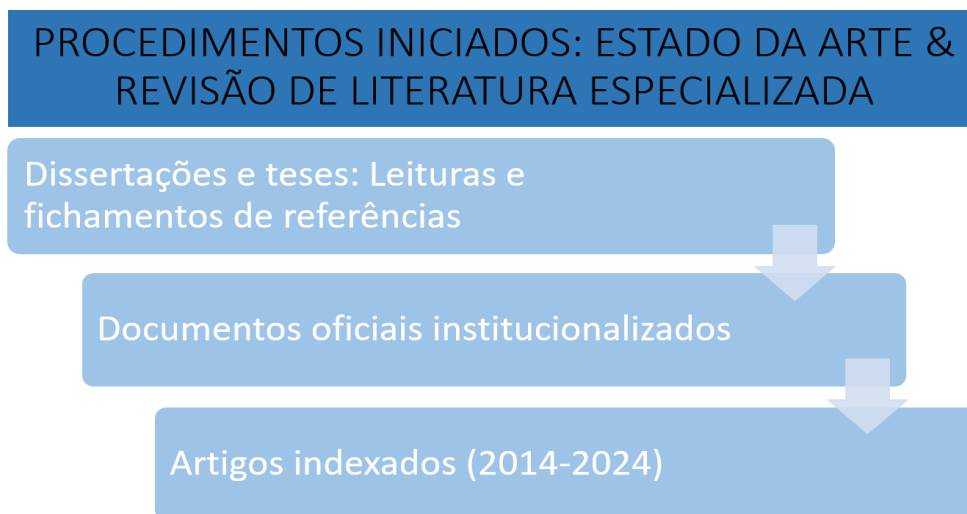 PROCEDIMENTOS INICIADOS: ESTADO DA ARTE &
REVISÃO DE LITERATURA ESPECIALIZADA
Dissertações e teses: Leituras e
fichamentos de referências
Documentos oficiais institucionalizados
Artigos indexados (2014-2024)